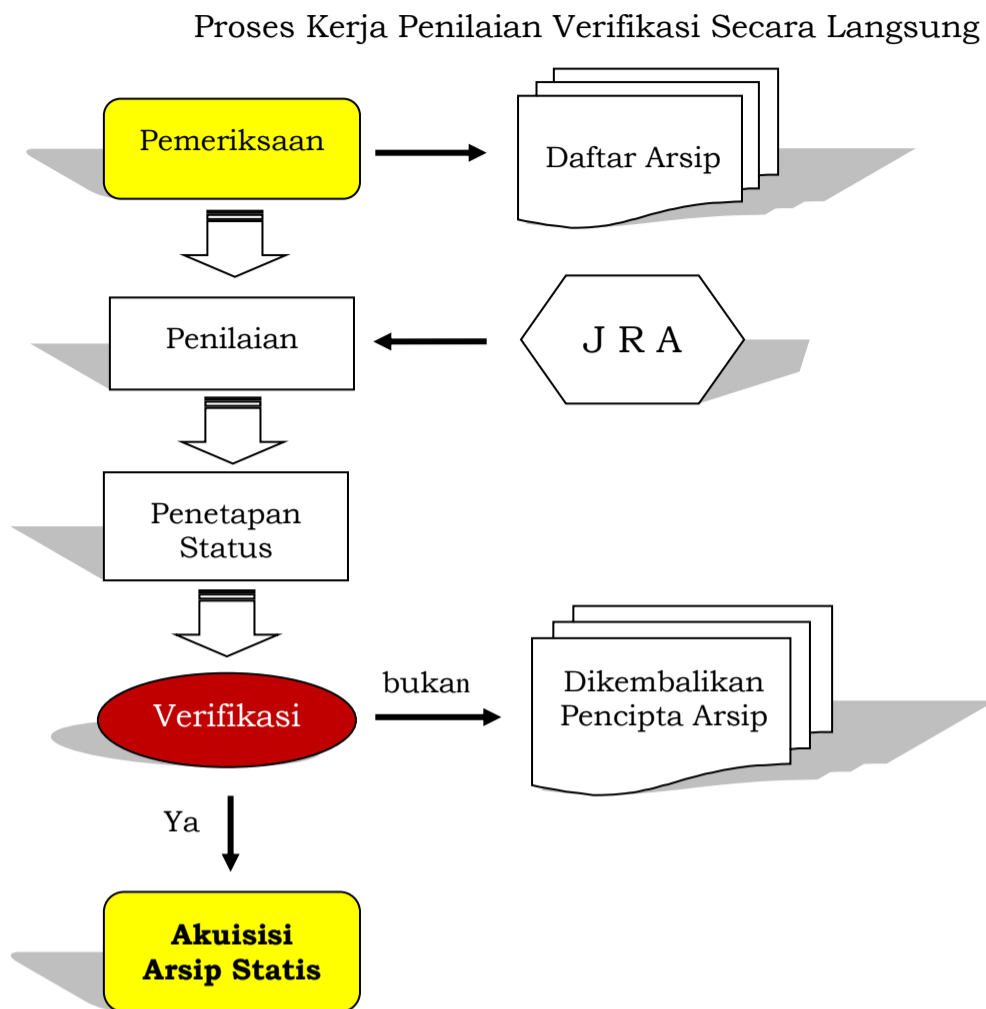 Proses Kerja Penilaian Verifikasi Secara Langsung
Pemeriksaan
Daftar Arsip
Penilaian
J R A
Penetapan
Status
Verifikasi
bukan
Dikembalikan
Pencipta Arsip
Ya
Akuisisi
Arsip Statis